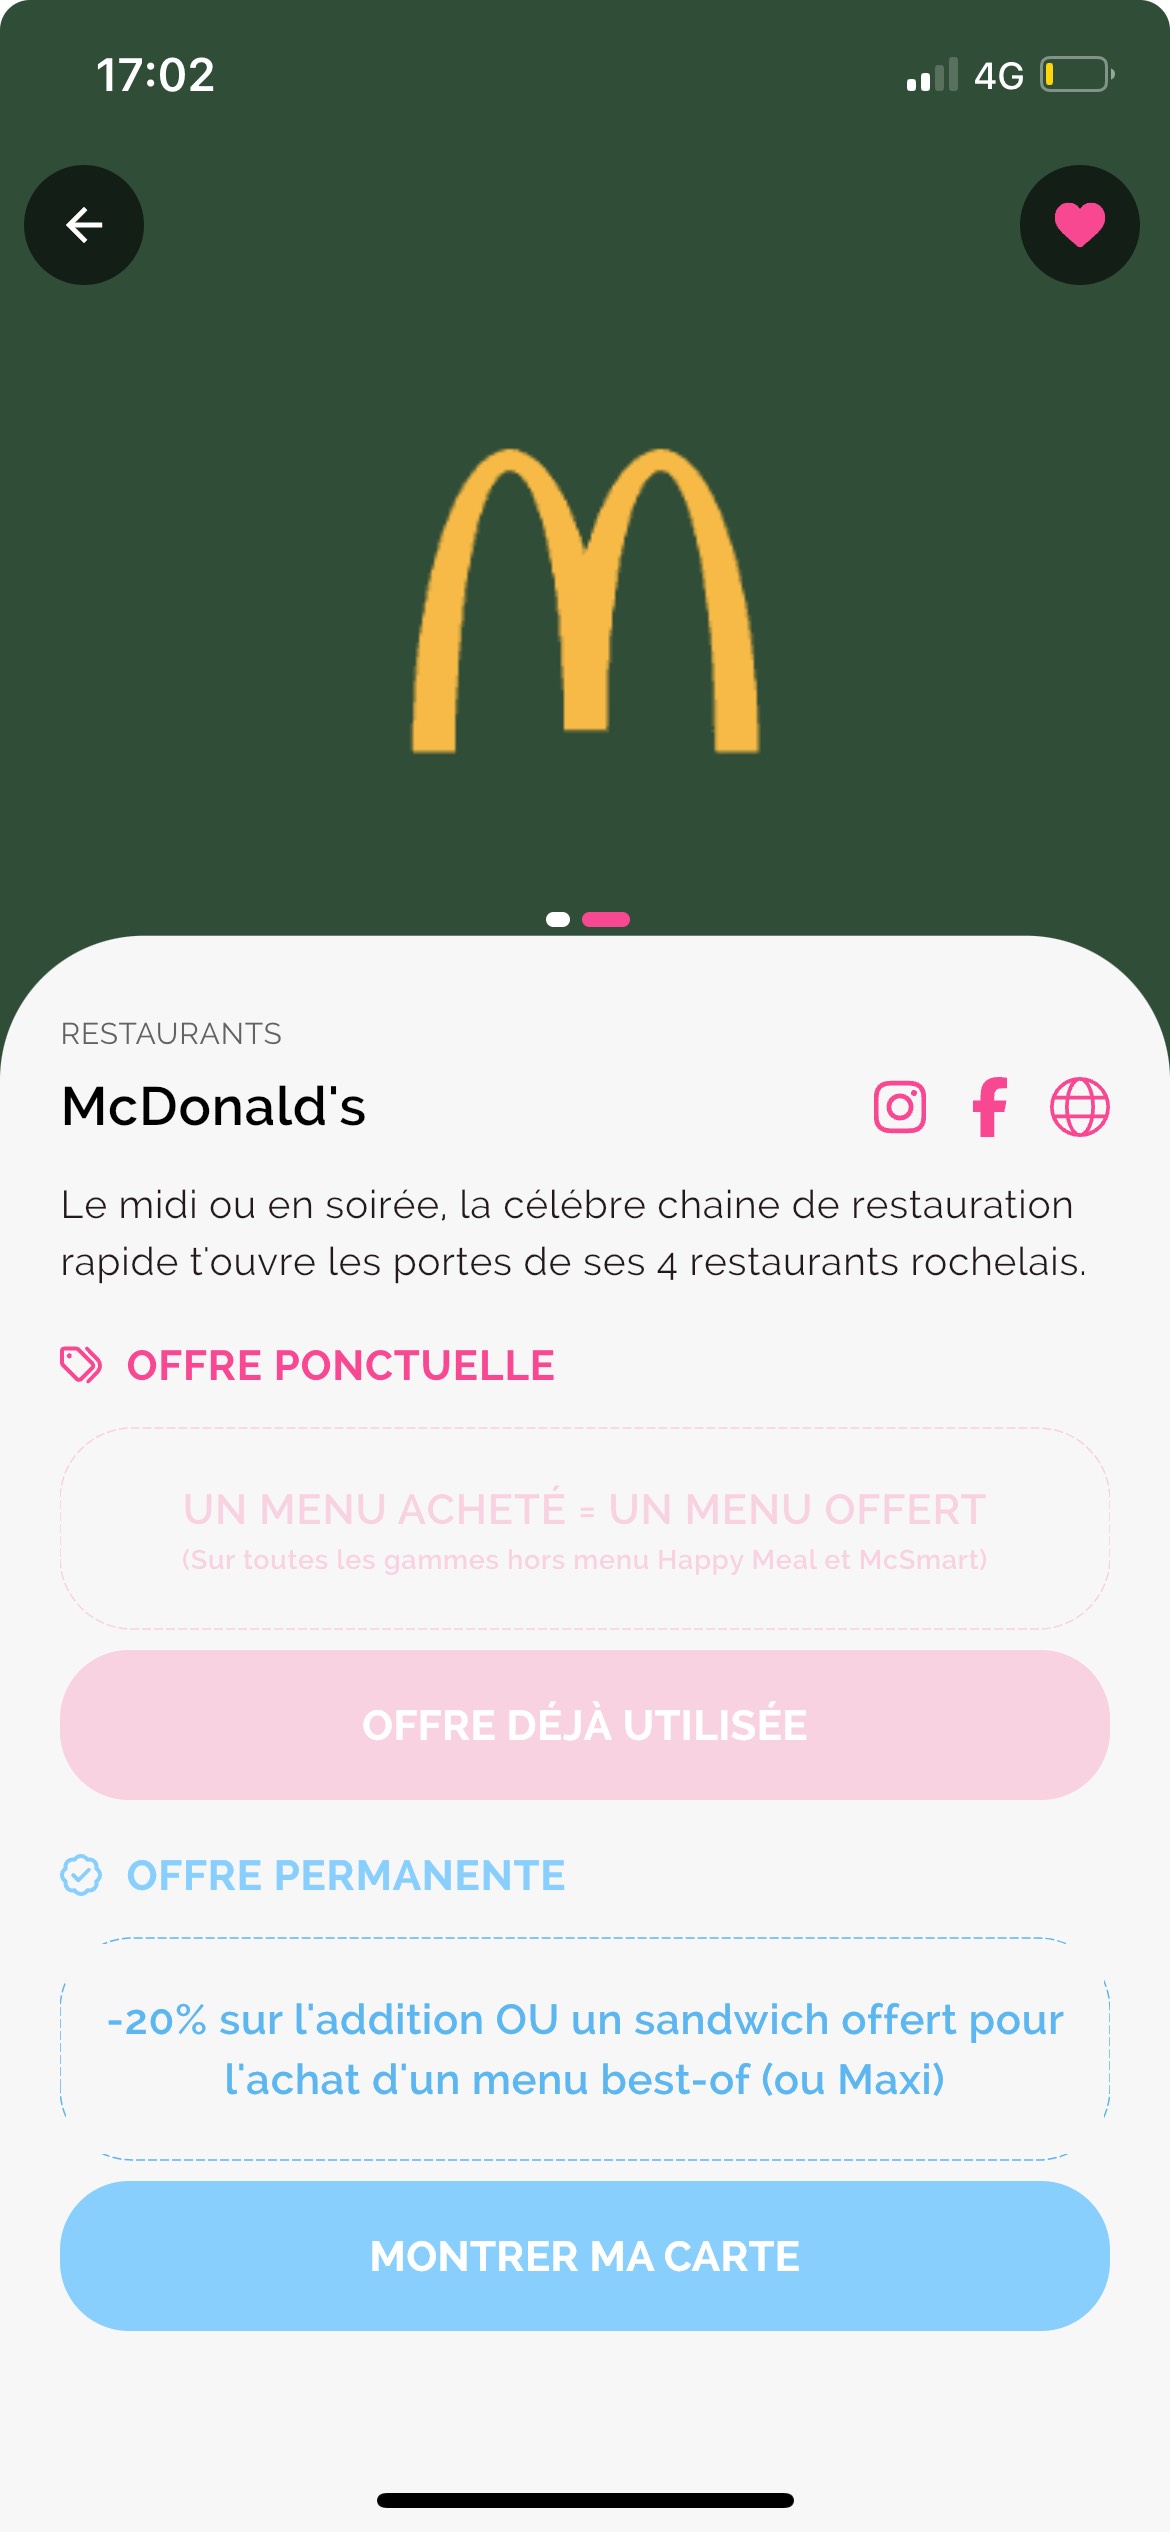 17:02
4G
RESTAURANTS
McDonald's
Le midi ou en soirée, la célébre chaine de restauration
rapide t'ouvre les portes de ses 4 restaurants rochelais.
OFFRE PONCTUELLE
UN MENU ACHETÉ = UN MENU OFFERT
(Sur toutes les gammes hors menu Happy Meal et McSmart)
OFFRE DÉJÀ UTILISÉE
OFFRE PERMANENTE
-20% sur l'addition OU un sandwich offert pour
l'achat d'un menu best-of (ou Maxi)
MONTRER MA CARTE